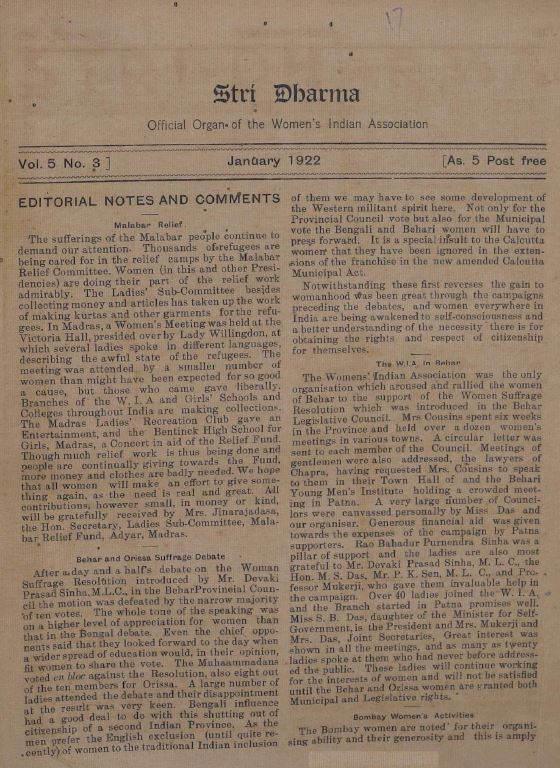 17
Stri Dharma
Official Organ of the Women's Indian Association
Vol. 5 No. 3 ]
January 1922
[As. 5 Post free
EDITORIAL NOTES AND COMMENTS
Malabar Relief
The sufferings of the Malabar people continue to
demand our attention. Thousands of refugees are
being cared for in the relief camps by the Malabar
Relief Committee. Women (in this and other Presi-
dencies) are doing their part of the relief work
admirably. The Ladies' Sub-Committee besides
collecting money and articles has taken up the work
of making kurtas and other garments for the refu-
gees. In Madras, a Women's Meeting was held at the
Victoria Hall, presided over by Lady Willingdon, at
which several ladies spoke in different languages,
describing the awful state of the refugees. The
meeting was attended by a smaller number of
women than might have been expected for so good
a cause, but those who came gave liberally.
Branches of the W. I. A and Girls' Schools and
Colleges throughout India are making collections.
The Madras Ladies' Recreation Club gave an
Entertainment, and the Bentinck High School for
Girls, Madras, a Concert in aid of the Relief Fund.
Though much relief work is thus being done and
people are continually giving towards the Fund,
more money and clothes are badly needed. We hope
that all women will make an effort to give some-
thing again, as the need is real and great. All
contributions, however small, in money or kind,
will be gratefully received by Mrs. Jinarajadasa,
the Hon. Secretary, Ladies Sub-Committee, Mala-
bar Relief Fund, Adyar, Madras.
Behar and Orissa Suffrage Debate
After a day and a half's debate on the Woman
Suffrage Resolution introduced by Mr. Devaki
Prasad Sinha, M.L.C., in the Behar Provincial Coun-
cil the motion was defeated by the narrow majority
of ten votes. The whole tone of the speaking was
on a higher level of appreciation for women than
that in the Bengal debate. Even the chief oppo-
nents said that they looked forward to the day when
a wider spread of education would, in their opinion,
fit women to share the vote. The Muhammadans
voted en bloc against the Resolution, also eight out
of the ten members for Orissa. A large number of
ladies attended the debate and their disappointment
at the result was very keen. Bengali influence
had a good deal to do with this shutting out of
citizenship of a second Indian Province. As the
men prefer the English exclusion (until quite re-
cently) of women to the traditional Indian inclusion
of them we may have to see some development of
the Western militant spirit here. Not only for the
Provincial Council vote but also for the Municipal
vote the Bengali and Behari women will have to
press forward. It is a special insult to the Calcutta
women that they have been ignored in the exten-
sions of the franchise in the new amended Calcutta
Municipal Act.
Notwithstanding these first reverses the gain to
womanhood was been great through the campaigns
preceding the debates, and women everywhere in
India are being awakened to self-consciousness and
a better understanding of the necessity there is for
obtaining the rights and respect of citizenship
for themselves.
The W.I.A. in Behar
The Womens' Indian Association was the only
organisation which aroused and rallied the women
of Behar to the support of the Women Suffrage
Resolution which was introduced in the Behar
Legislative Council. Mrs Cousins spent six weeks
in the Province and held over a dozen women's
meetings in various towns. A circular letter was
sent to each member of the Council. Meetings of
gentlemen were also addressed, the lawyers of
Chapra, having requested Mrs. Cousins to speak
to them in their Town Hall of and the Behari
Young Men's Institute holding a crowded meet-
ing in Patna. A very large number of Council-
lors were canvassed personally by Miss Das and
our organiser. Generous financial aid was given
towards the expenses of the campaign by Patna
supporters. Rao Bahadur Purnendra Sinha was a
pillar of support and the ladies are also most
grateful to Mr. Devaki Prasad Sinha, M. L. C., the
Hon. M. S. Das, Mr. P. K. Sen, M. L. C., and Pro-
fessor Mukerji, who gave them invaluable help in
the campaign. Over 40 ladies joined the W. I. A.
and the Branch started in Patna promises well.
Miss S. B. Das, daughter of the Minister for Self-
Government, is the President and Mrs. Mukerji and
Mrs. Das, Joint Secretaries, Great interest was
shown in all the meetings, and as many as twenty
ladies spoke at them who had never before address-
ed the public. These ladies will continue working
for the interests of women and will not be satisfied
until the Behar and Orissa women are granted both
Municipal and Legislative rights.
Bombay Women's Activities
The Bombay women are noted for their organi-
sing ability and their generosity and this is amply